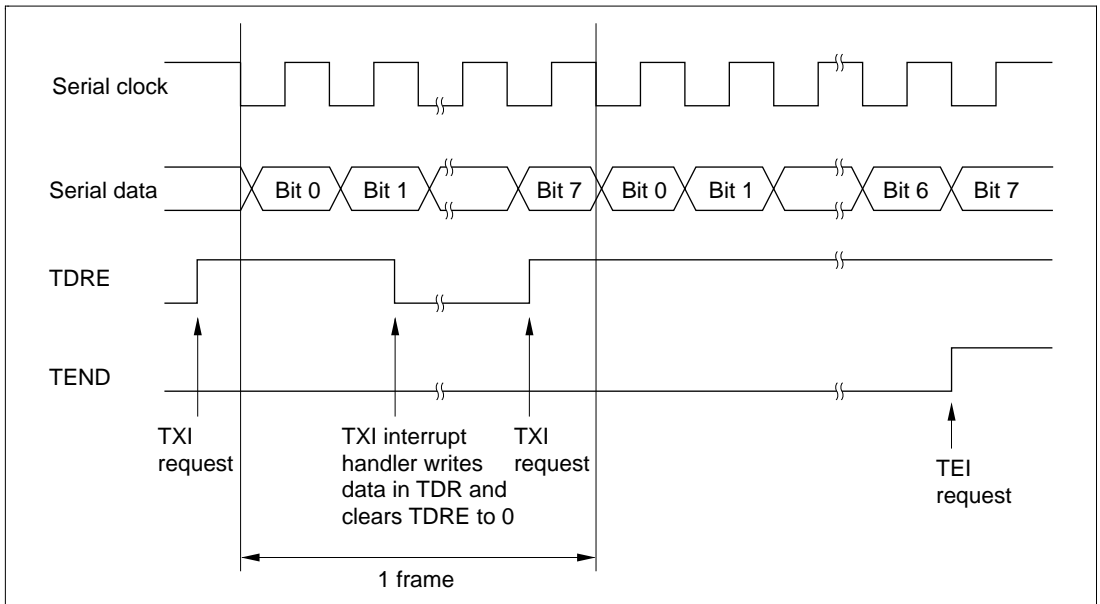 Serial clock
Serial data
Bit 0
Bit 1
Bit 7
Bit 0
Bit 1
Bit 6
Bit 7
TDRE
TEND
TXI
request
TXI interrupt
handler writes
data in TDR and
clears TDRE to 0
TXI
request
TEI
request
1 frame